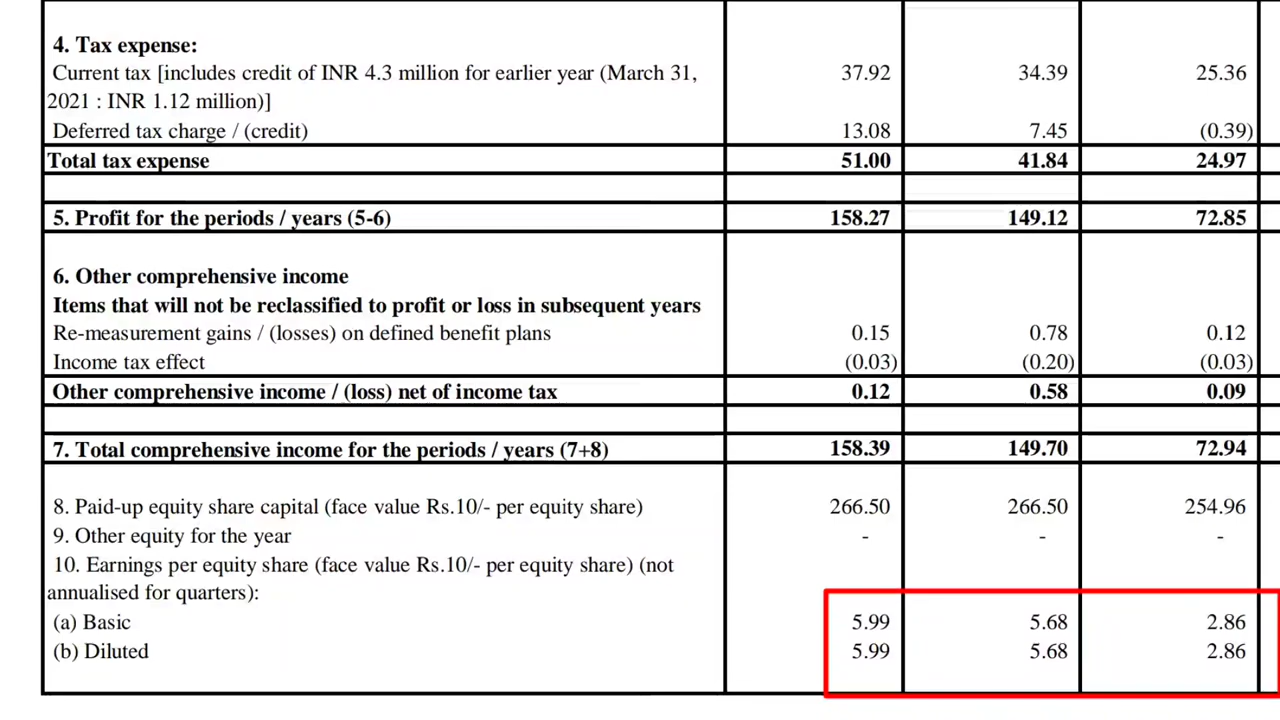 4. Tax expense:
Current tax [includes credit of INR 4.3 million for earlier year (March 31, 37.92 34.39 25.36
2021 : INR 1.12 million)]
Deferred tax charge / (credit) 13.08 7.45 (0.39)
Total tax expense 51.00 41.84 24.97
5. Profit for the periods / years (5-6) 158.27 149.12 72.85
6. Other comprehensive income
Items that will not be reclassified to profit or loss in subsequent years
Re-measurement gains / (losses) on defined benefit plans 0.15 0.78 0.12
Income tax effect (0.03) (0.20) (0.03)
Other comprehensive income / (loss) net of income tax 0.12 0.58 0.09
7. Total comprehensive income for the periods / years (7+8) 158.39 149.70 72.94
8. Paid-up equity share capital (face value Rs.10/- per equity share) 266.50 266.50 254.96
9. Other equity for the year - - -
10. Earnings per equity share (face value Rs.10/- per equity share) (not
annualised for quarters):
(a) Basic 5.99 5.68 2.86
(b) Diluted 5.99 5.68 2.86